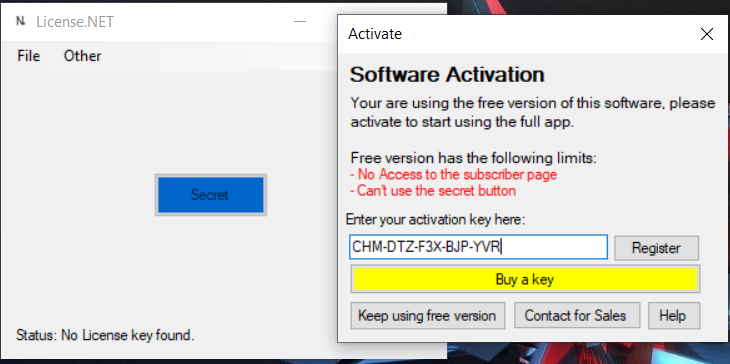 License.NET
File Other
Secret
Status: No License key found.
Activate
Software Activation
Your are using the free version of this software, please
activate to start using the full app.
Free version has the following limits:
- No Access to the subscriber page
- Can't use the secret button
Enter your activation key here:
CHM-DTZ-F3X-BJP-YVR
Register
Buy a key
Keep using free version
Contact for Sales
Help